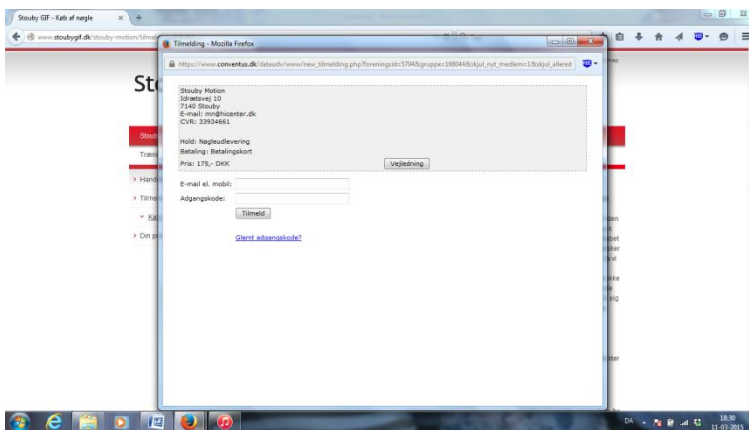 Stouby GIF - Køb af nøgle
www.stoubygif.dk/stouby-motion/tilmel
Tilmelding - Mozilla Firefox
https://www.conventus.dk/dataudv/www/new_tilmelding.php?foreningsid=5794&gruppe=188044&skjul_nyt_medlem=1&skjul_allered
Stouby Motion
Idrætsvej 10
7140 Stouby
E-mail: mn@hicenter.dk
CVR: 33934661
Hold: Nøgleudlevering
Betaling: Betalingskort
Pris: 175,- DKK
Vejledning
E-mail el. mobil:
Adgangskode:
Tilmeld
Glemt adgangskode?
DA
18:30
11-03-2015